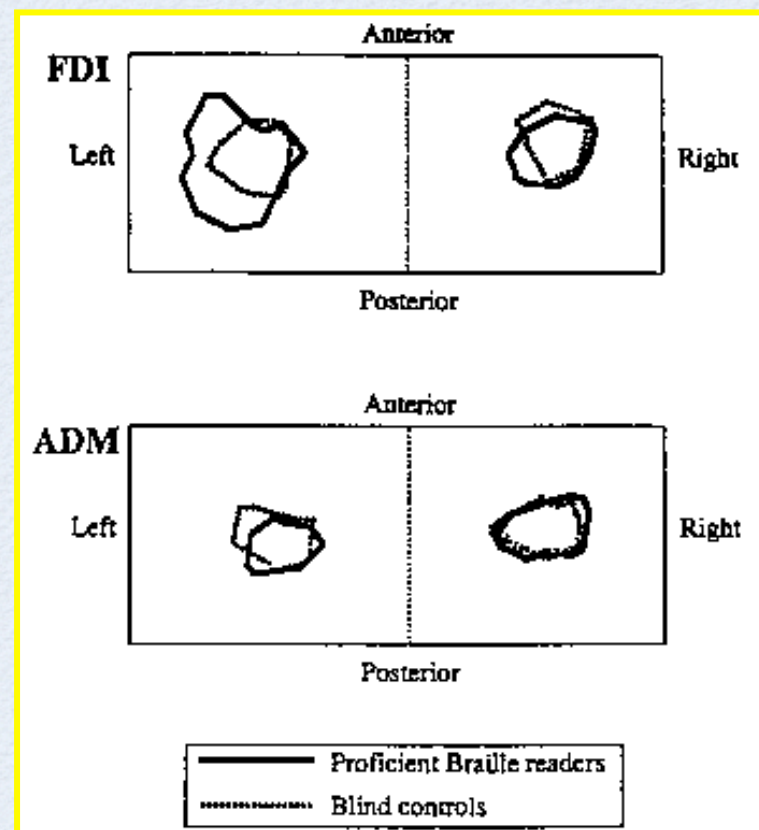 Anterior
FDI
Left
Right
Posterior
Anterior
ADM
Left
Right
Posterior
Proficient Braille readers
Blind controls